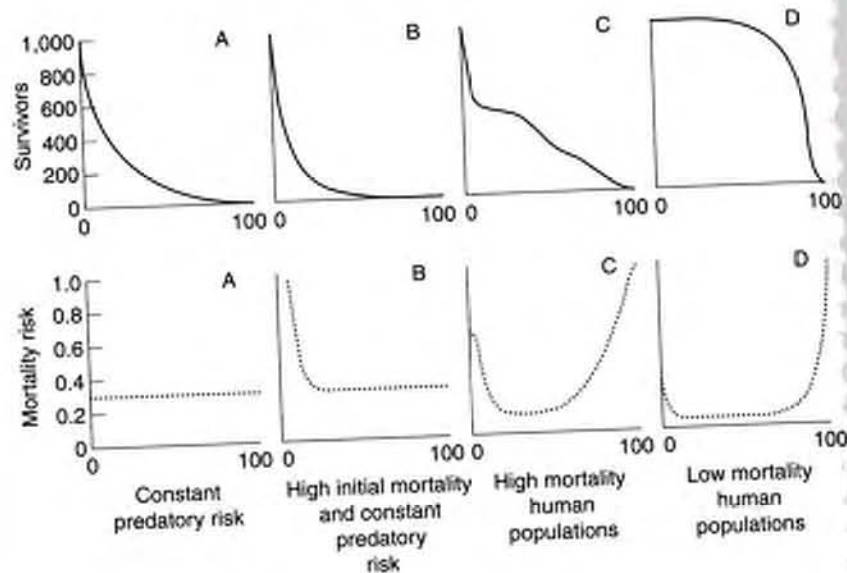 A
B
C
D
1,000
800
600
400
200
0
Survivors
0
100
0
100
0
100
0
100
A
B
C
D
1.0
0.8
0.6
0.4
0.2
0
Mortality risk
0
100
0
100
0
100
0
100
Constant
predatory risk
High initial mortality
and constant
predatory
risk
High mortality
human
populations
Low mortality
human
populations